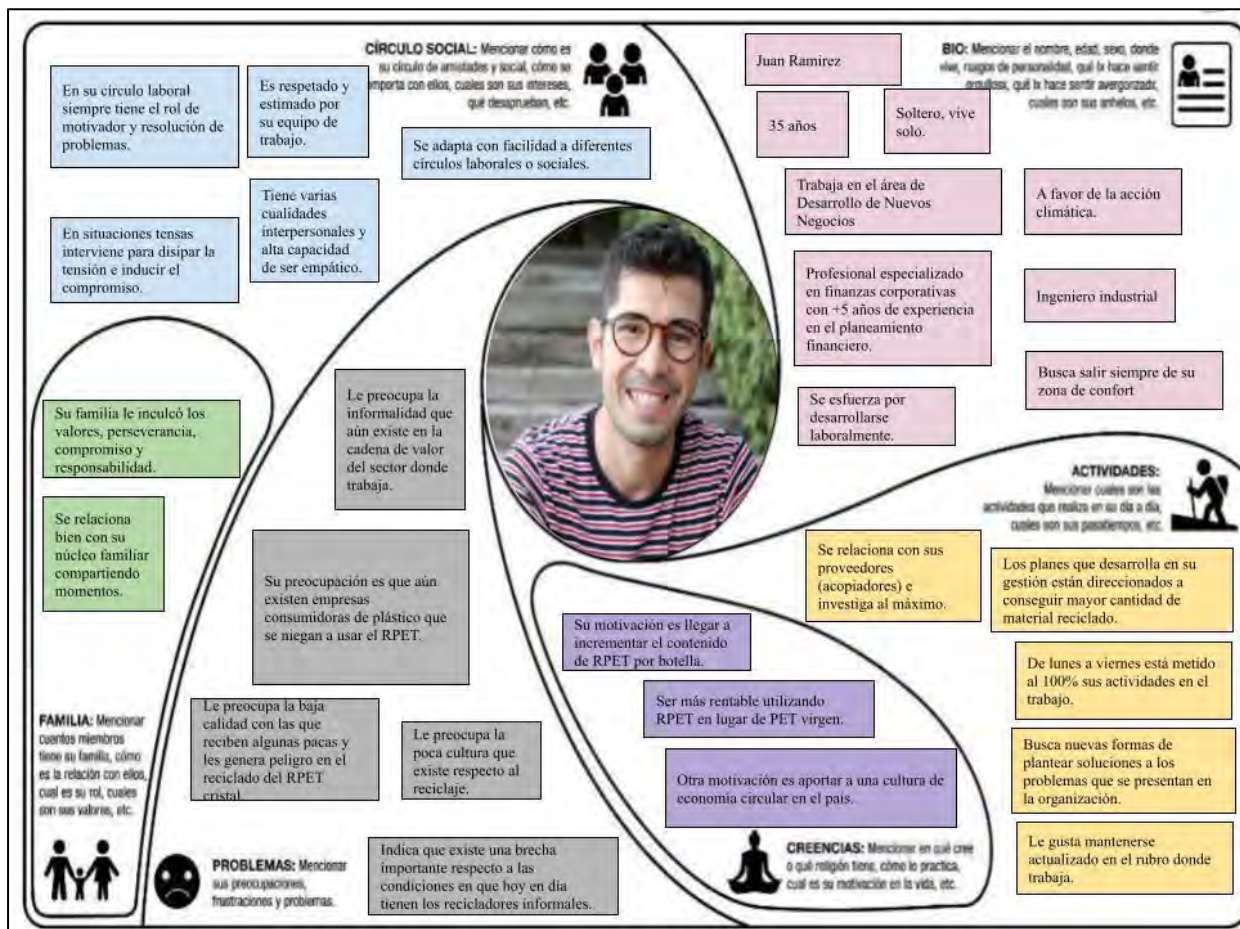 CÍRCULO SOCIAL: Mencionar cómo es
su círculo de amistades y social, cómo se
comporta con ellos, cuales son sus intereses,
qué desaprueban, etc.
En su círculo laboral
siempre tiene el rol de
motivador y resolución de
problemas.
Es respetado y
estimado por
su equipo de
trabajo.
Se adapta con facilidad a diferentes
círculos laborales o sociales.
Tiene varias
cualidades
interpersonales y
alta capacidad
de ser empático.
En situaciones tensas
interviene para disipar la
tensión e inducir el
compromiso.
BIO: Mencionar el nombre, edad, sexo, donde
vive, rasgos de personalidad, qué lx hace sentir
orgullosx, qué lx hace sentir avergonzadx,
cuales son sus anhelos, etc.
Juan Ramirez
35 años
Soltero, vive
solo.
Trabaja en el área de
Desarrollo de Nuevos
Negocios
A favor de la acción
climática.
Profesional especializado
en finanzas corporativas
con +5 años de experiencia
en el planeamiento
financiero.
Ingeniero industrial
Busca salir siempre de su
zona de confort
Se esfuerza por
desarrollarse
laboralmente.
Su familia le inculcó los
valores, perseverancia,
compromiso y
responsabilidad.
Se relaciona
bien con su
núcleo familiar
compartiendo
momentos.
FAMILIA: Mencionar
cuentos miembros
tiene su familia, cómo
es la relación con ellos,
cual es su rol, cuales
son sus valores, etc.
Le preocupa la
informalidad que
aún existe en la
cadena de valor
del sector donde
trabaja.
Su preocupación es que aún
existen empresas
consumidoras de plástico que
se niegan a usar el RPET.
Le preocupa la baja
calidad con las que
reciben algunas pacas y
les genera peligro en el
reciclado del RPET
cristal.
Le preocupa la
poca cultura que
existe respecto al
reciclaje.
Indica que existe una brecha
importante respecto a las
condiciones en que hoy en día
tienen los recicladores informales.
PROBLEMAS: Mencionar
sus preocupaciones,
frustraciones y problemas.
ACTIVIDADES:
Mencionar cuales son las
actividades que realiza en su día a día,
cuales son sus pasatiempos, etc.
Se relaciona con sus
proveedores
(acopiadores) e
investiga al máximo.
Los planes que desarrolla en su
gestión están direccionados a
conseguir mayor cantidad de
material reciclado.
De lunes a viernes está metido
al 100% sus actividades en el
trabajo.
Busca nuevas formas de
plantear soluciones a los
problemas que se presentan en
la organización.
Le gusta mantenerse
actualizado en el rubro donde
trabaja.
Su motivación es llegar a
incrementar el contenido
de RPET por botella.
Ser más rentable utilizando
RPET en lugar de PET virgen.
Otra motivación es aportar a una cultura de
economía circular en el país.
CREENCIAS: Mencionar en qué cree
o qué religión tiene, cómo lo practica,
cual es su motivación en la vida, etc.